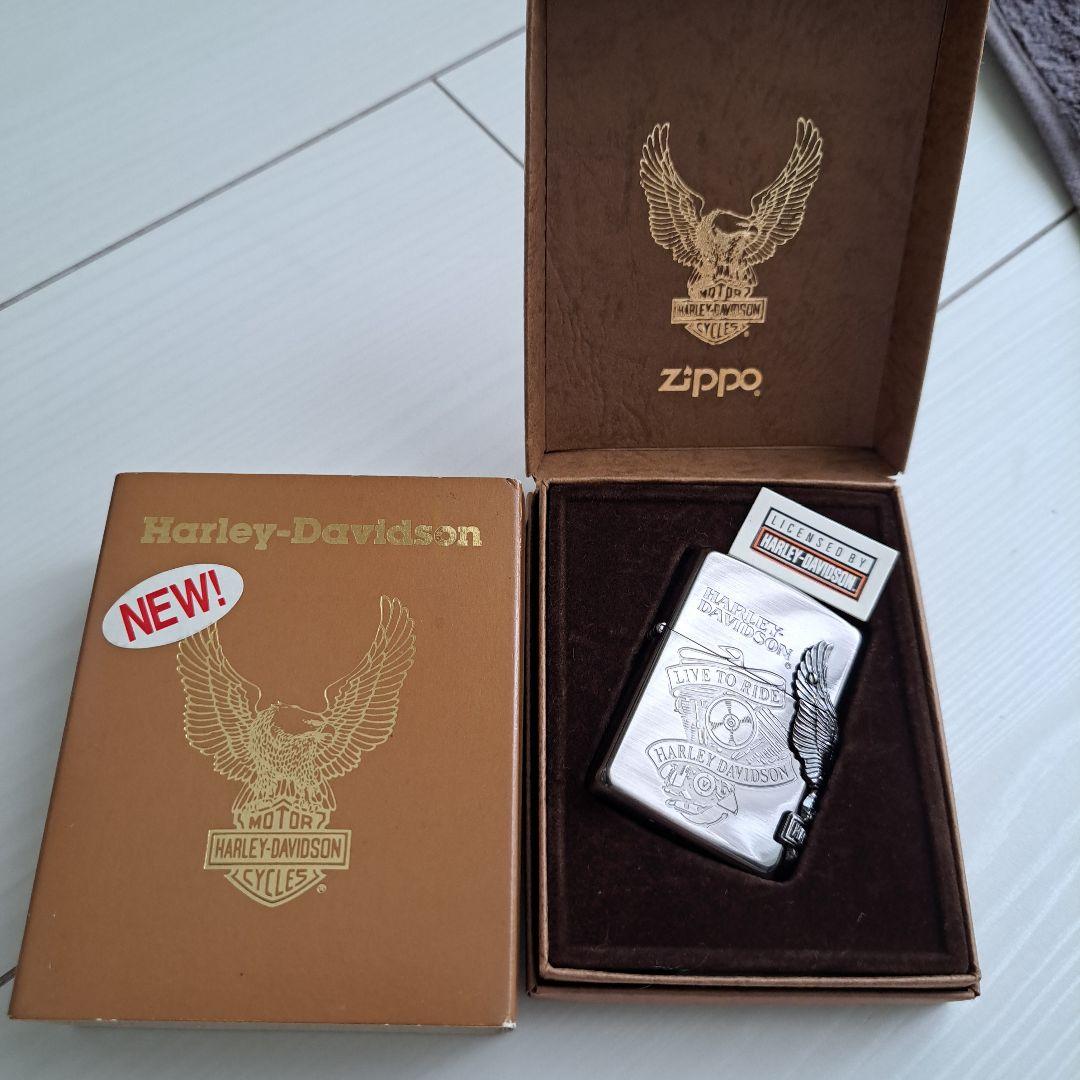 Harley-Davidson
NEW!
MOTOR
HARLEY-DAVIDSON
CYCLES
®
MOTOR
HARLEY-DAVIDSON
CYCLES
®
Zippo®
LICENSED BY
HARLEY-DAVIDSON
HARLEY-
DAVIDSON
®
LIVE TO RIDE
HARLEY DAVIDSON